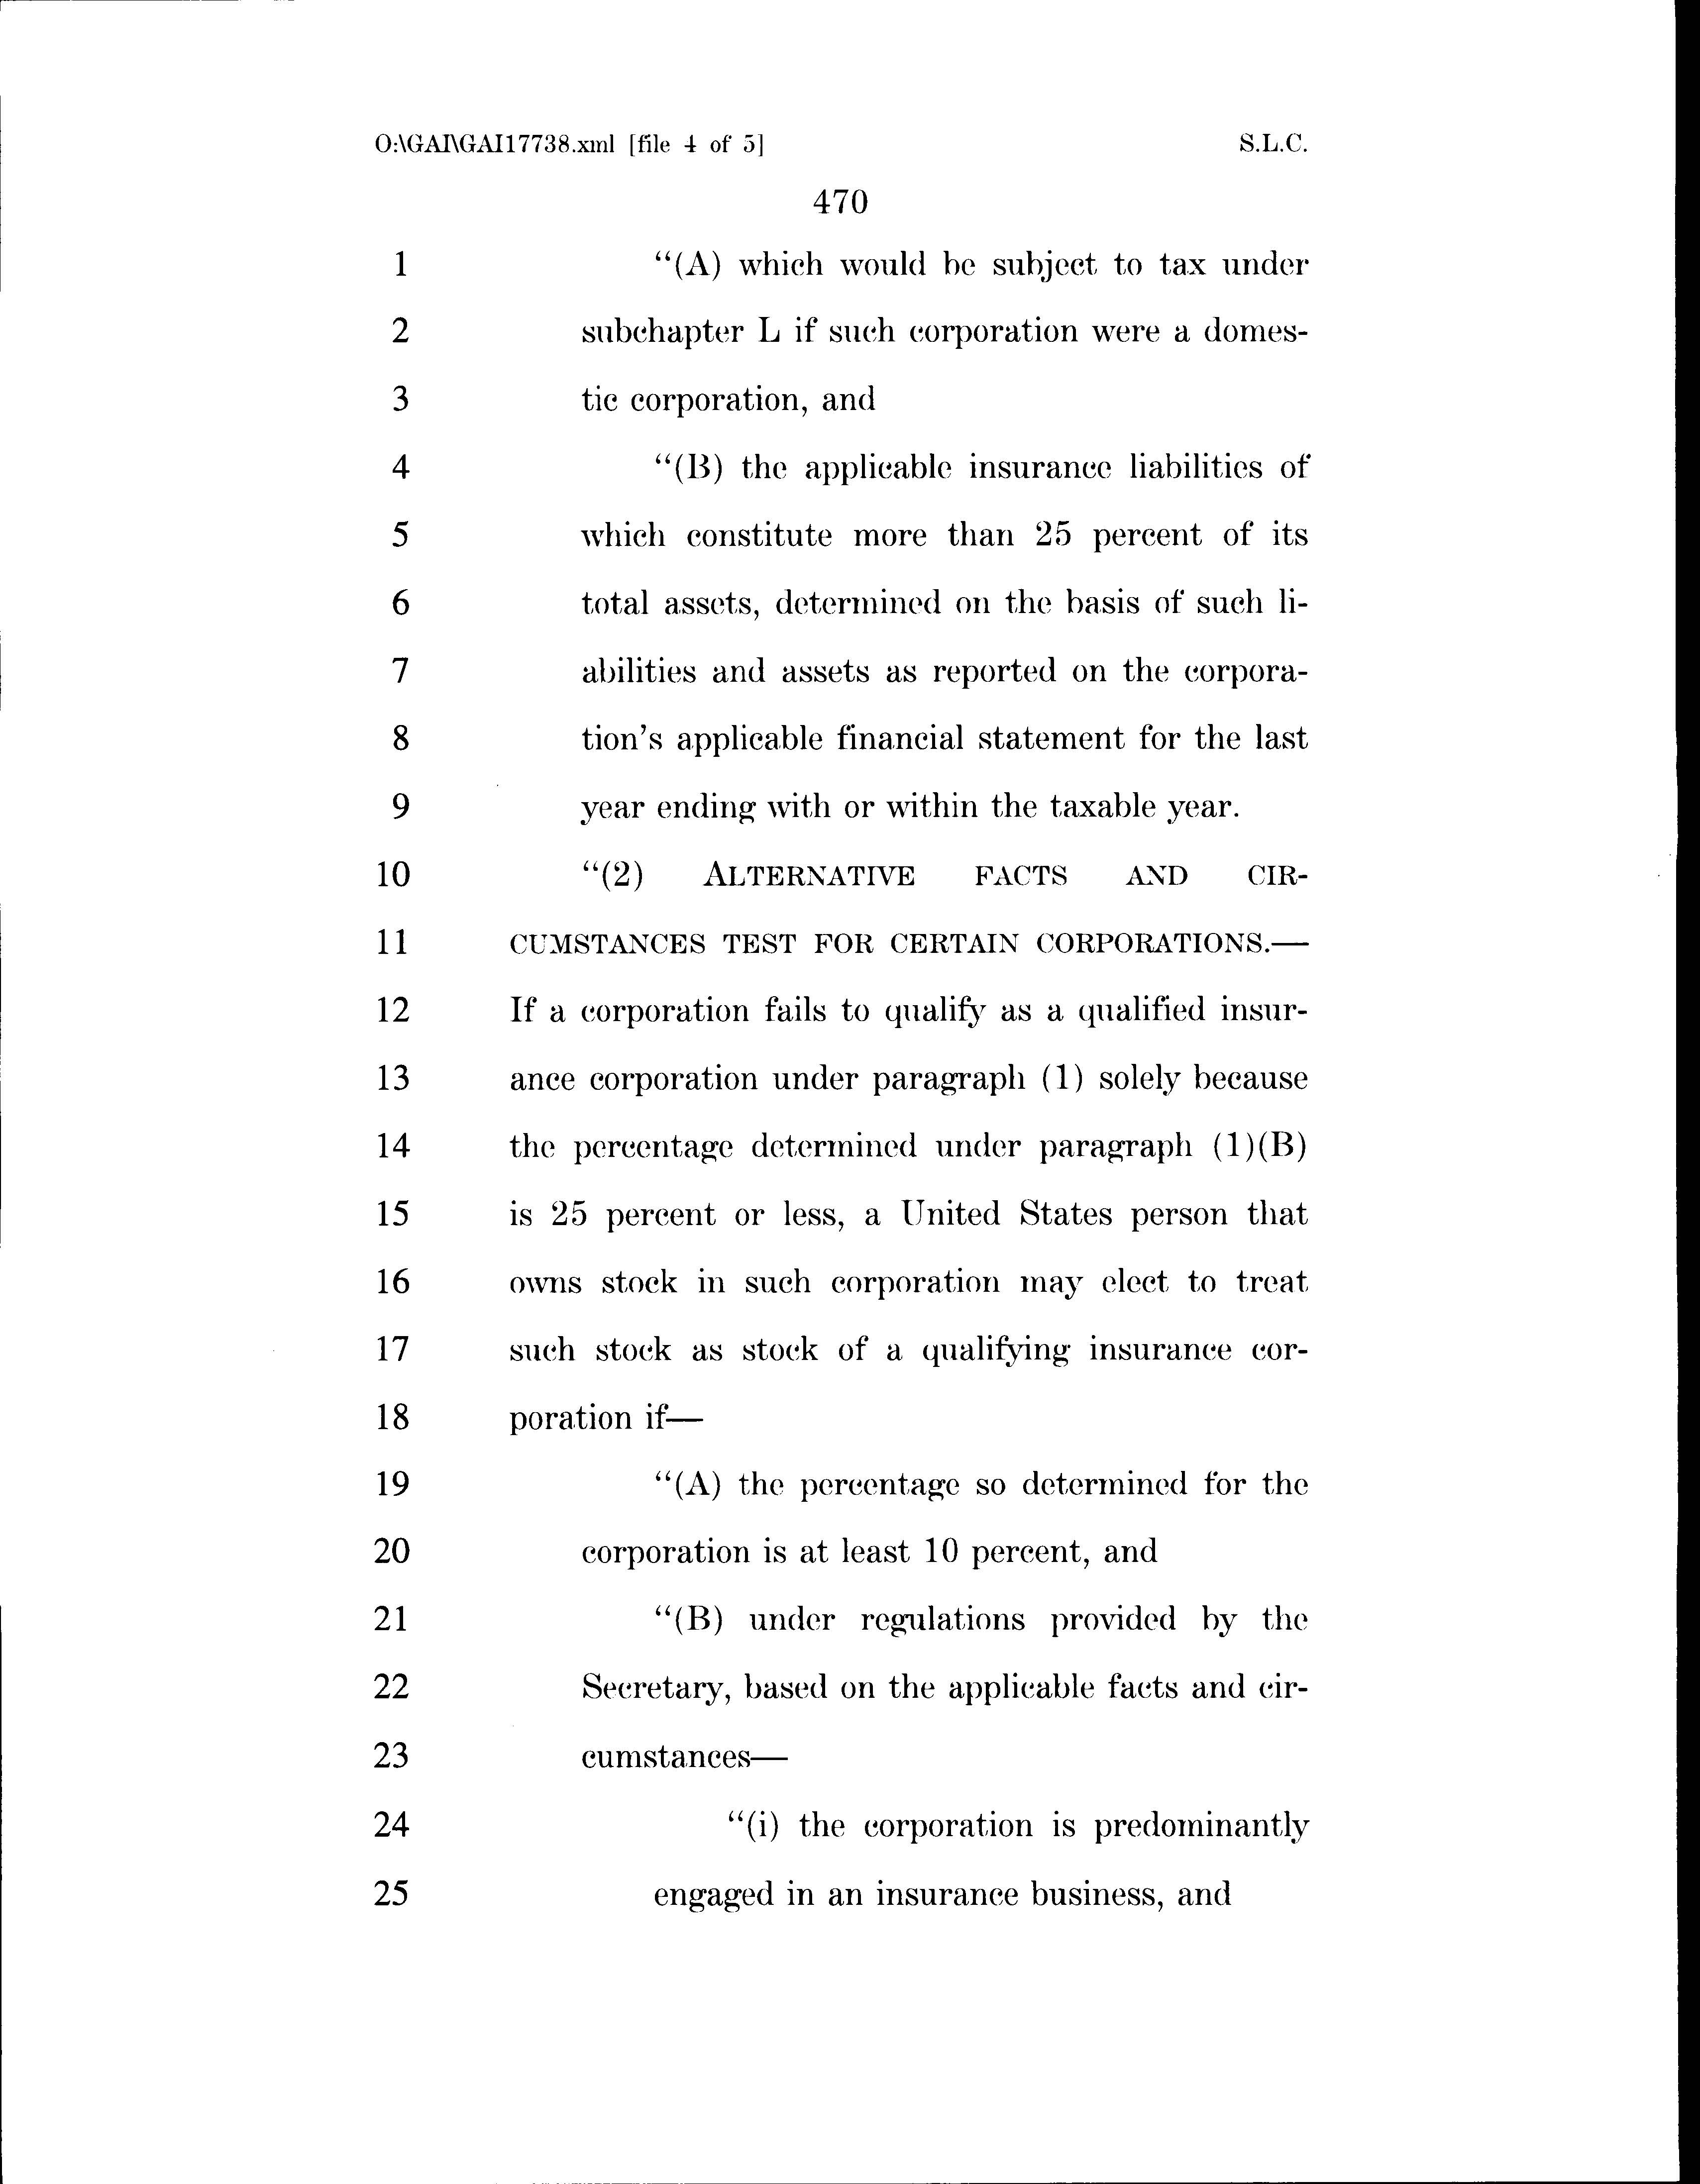 O:\GAI\GAI17738.xml [file 4 of 5] S.L.C.
470
1 “(A) which would be subject to tax under
2 subchapter L if such corporation were a domes-
3 tic corporation, and
4 “(B) the applicable insurance liabilities of
5 which constitute more than 25 percent of its
6 total assets, determined on the basis of such li-
7 abilities and assets as reported on the corpora-
8 tion’s applicable financial statement for the last
9 year ending with or within the taxable year.
10 “(2) ALTERNATIVE FACTS AND CIR-
11 CUMSTANCES TEST FOR CERTAIN CORPORATIONS.—
12 If a corporation fails to qualify as a qualified insur-
13 ance corporation under paragraph (1) solely because
14 the percentage determined under paragraph (1)(B)
15 is 25 percent or less, a United States person that
16 owns stock in such corporation may elect to treat
17 such stock as stock of a qualifying insurance cor-
18 poration if—
19 “(A) the percentage so determined for the
20 corporation is at least 10 percent, and
21 “(B) under regulations provided by the
22 Secretary, based on the applicable facts and cir-
23 cumstances—
24 “(i) the corporation is predominantly
25 engaged in an insurance business, and